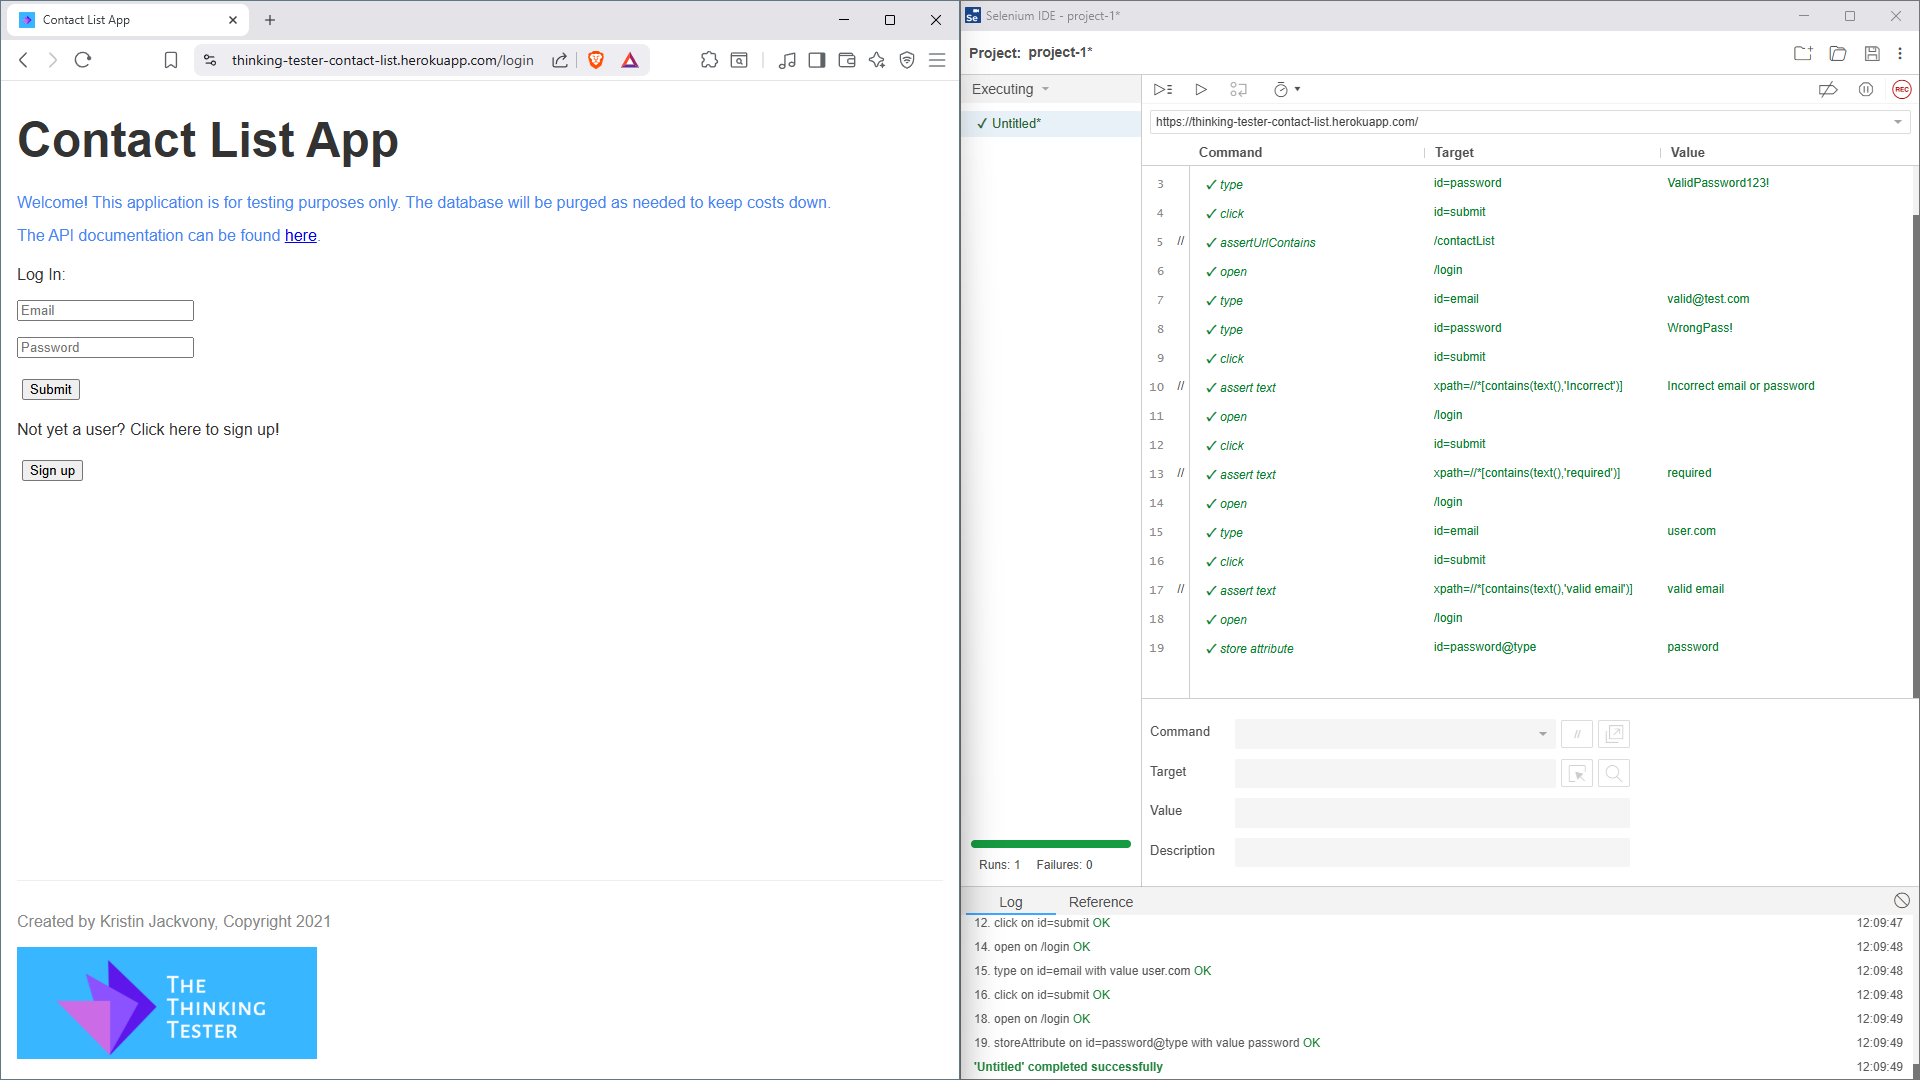 Contact List App
thinking-tester-contact-list.herokuapp.com/login
Contact List App
Welcome! This application is for testing purposes only. The database will be purged as needed to keep costs down.
The API documentation can be found here.
Log In:
Email
Password
Submit
Not yet a user? Click here to sign up!
Sign up
Created by Kristin Jackvony, Copyright 2021
THE
THINKING
TESTER
Se Selenium IDE - project-1*
Project: project-1*
Executing
REC
✓ Untitled*
https://thinking-tester-contact-list.herokuapp.com/
Command Target Value
3 ✓ type id=password ValidPassword123!
4 ✓ click id=submit
5 // ✓ assertUrlContains /contactList
6 ✓ open /login
7 ✓ type id=email valid@test.com
8 ✓ type id=password WrongPass!
9 ✓ click id=submit
10 // ✓ assert text xpath=//*[contains(text(),'Incorrect')] Incorrect email or password
11 ✓ open /login
12 ✓ click id=submit
13 // ✓ assert text xpath=//*[contains(text(),'required')] required
14 ✓ open /login
15 ✓ type id=email user.com
16 ✓ click id=submit
17 // ✓ assert text xpath=//*[contains(text(),'valid email')] valid email
18 ✓ open /login
19 ✓ store attribute id=password@type password
Command //
Target
Value
Description
Runs: 1 Failures: 0
Log Reference
12. click on id=submit OK 12:09:47
14. open on /login OK 12:09:48
15. type on id=email with value user.com OK 12:09:48
16. click on id=submit OK 12:09:48
18. open on /login OK 12:09:49
19. storeAttribute on id=password@type with value password OK 12:09:49
'Untitled' completed successfully 12:09:49